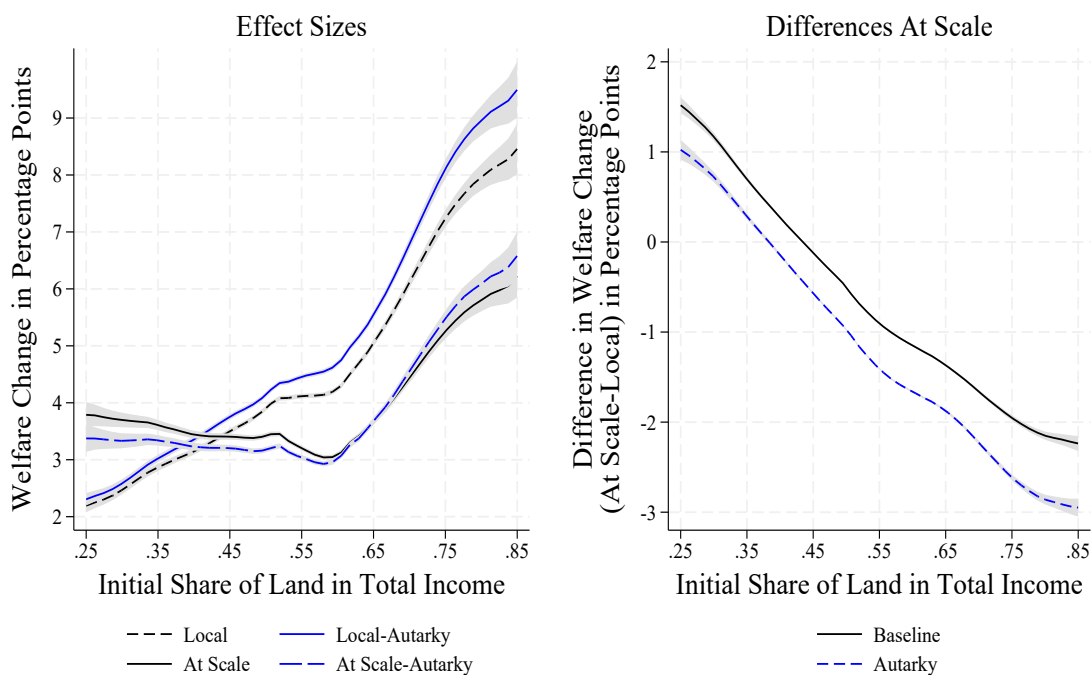 Effect Sizes
Welfare Change in Percentage Points
9
8
7
6
5
4
3
2
.25 .35 .45 .55 .65 .75 .85
Initial Share of Land in Total Income
Local
Local-Autarky
At Scale
At Scale-Autarky
Differences At Scale
Difference in Welfare Change
(At Scale-Local) in Percentage Points
2
1
0
-1
-2
-3
.25 .35 .45 .55 .65 .75 .85
Initial Share of Land in Total Income
Baseline
Autarky